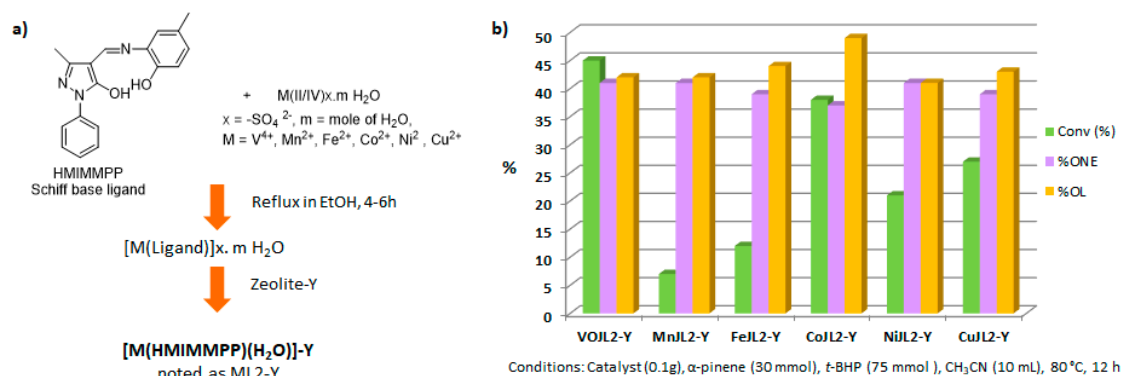 a)
N
N
N
OH
HO
HMIMMPP
Schiff base ligand
+ M(II/IV)x.m H₂O
x = -SO₄ ²⁻, m = mole of H₂O,
M = V⁴⁺, Mn²⁺, Fe²⁺, Co²⁺, Ni² , Cu²⁺
Reflux in EtOH, 4-6h
[M(Ligand)]x. m H₂O
Zeolite-Y
[M(HMIMMPP)(H₂O)]-Y
noted as ML2-Y
b)
50
45
40
35
30
25
20
15
10
5
0
%
VOJL2-Y MnJL2-Y FeJL2-Y CoJL2-Y NiJL2-Y CuJL2-Y
Conv (%)
%ONE
%OL
Conditions: Catalyst (0.1g), α-pinene (30 mmol), t-BHP (75 mmol ), CH₃CN (10 mL), 80 °C, 12 h